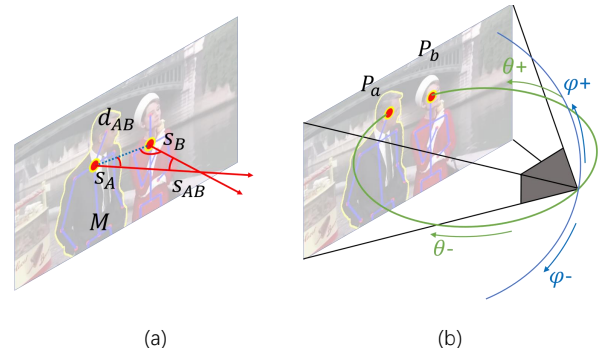 d_AB
S_B
S_A
S_AB
M
P_b
P_a
θ+
φ+
θ-
φ-
(a)
(b)